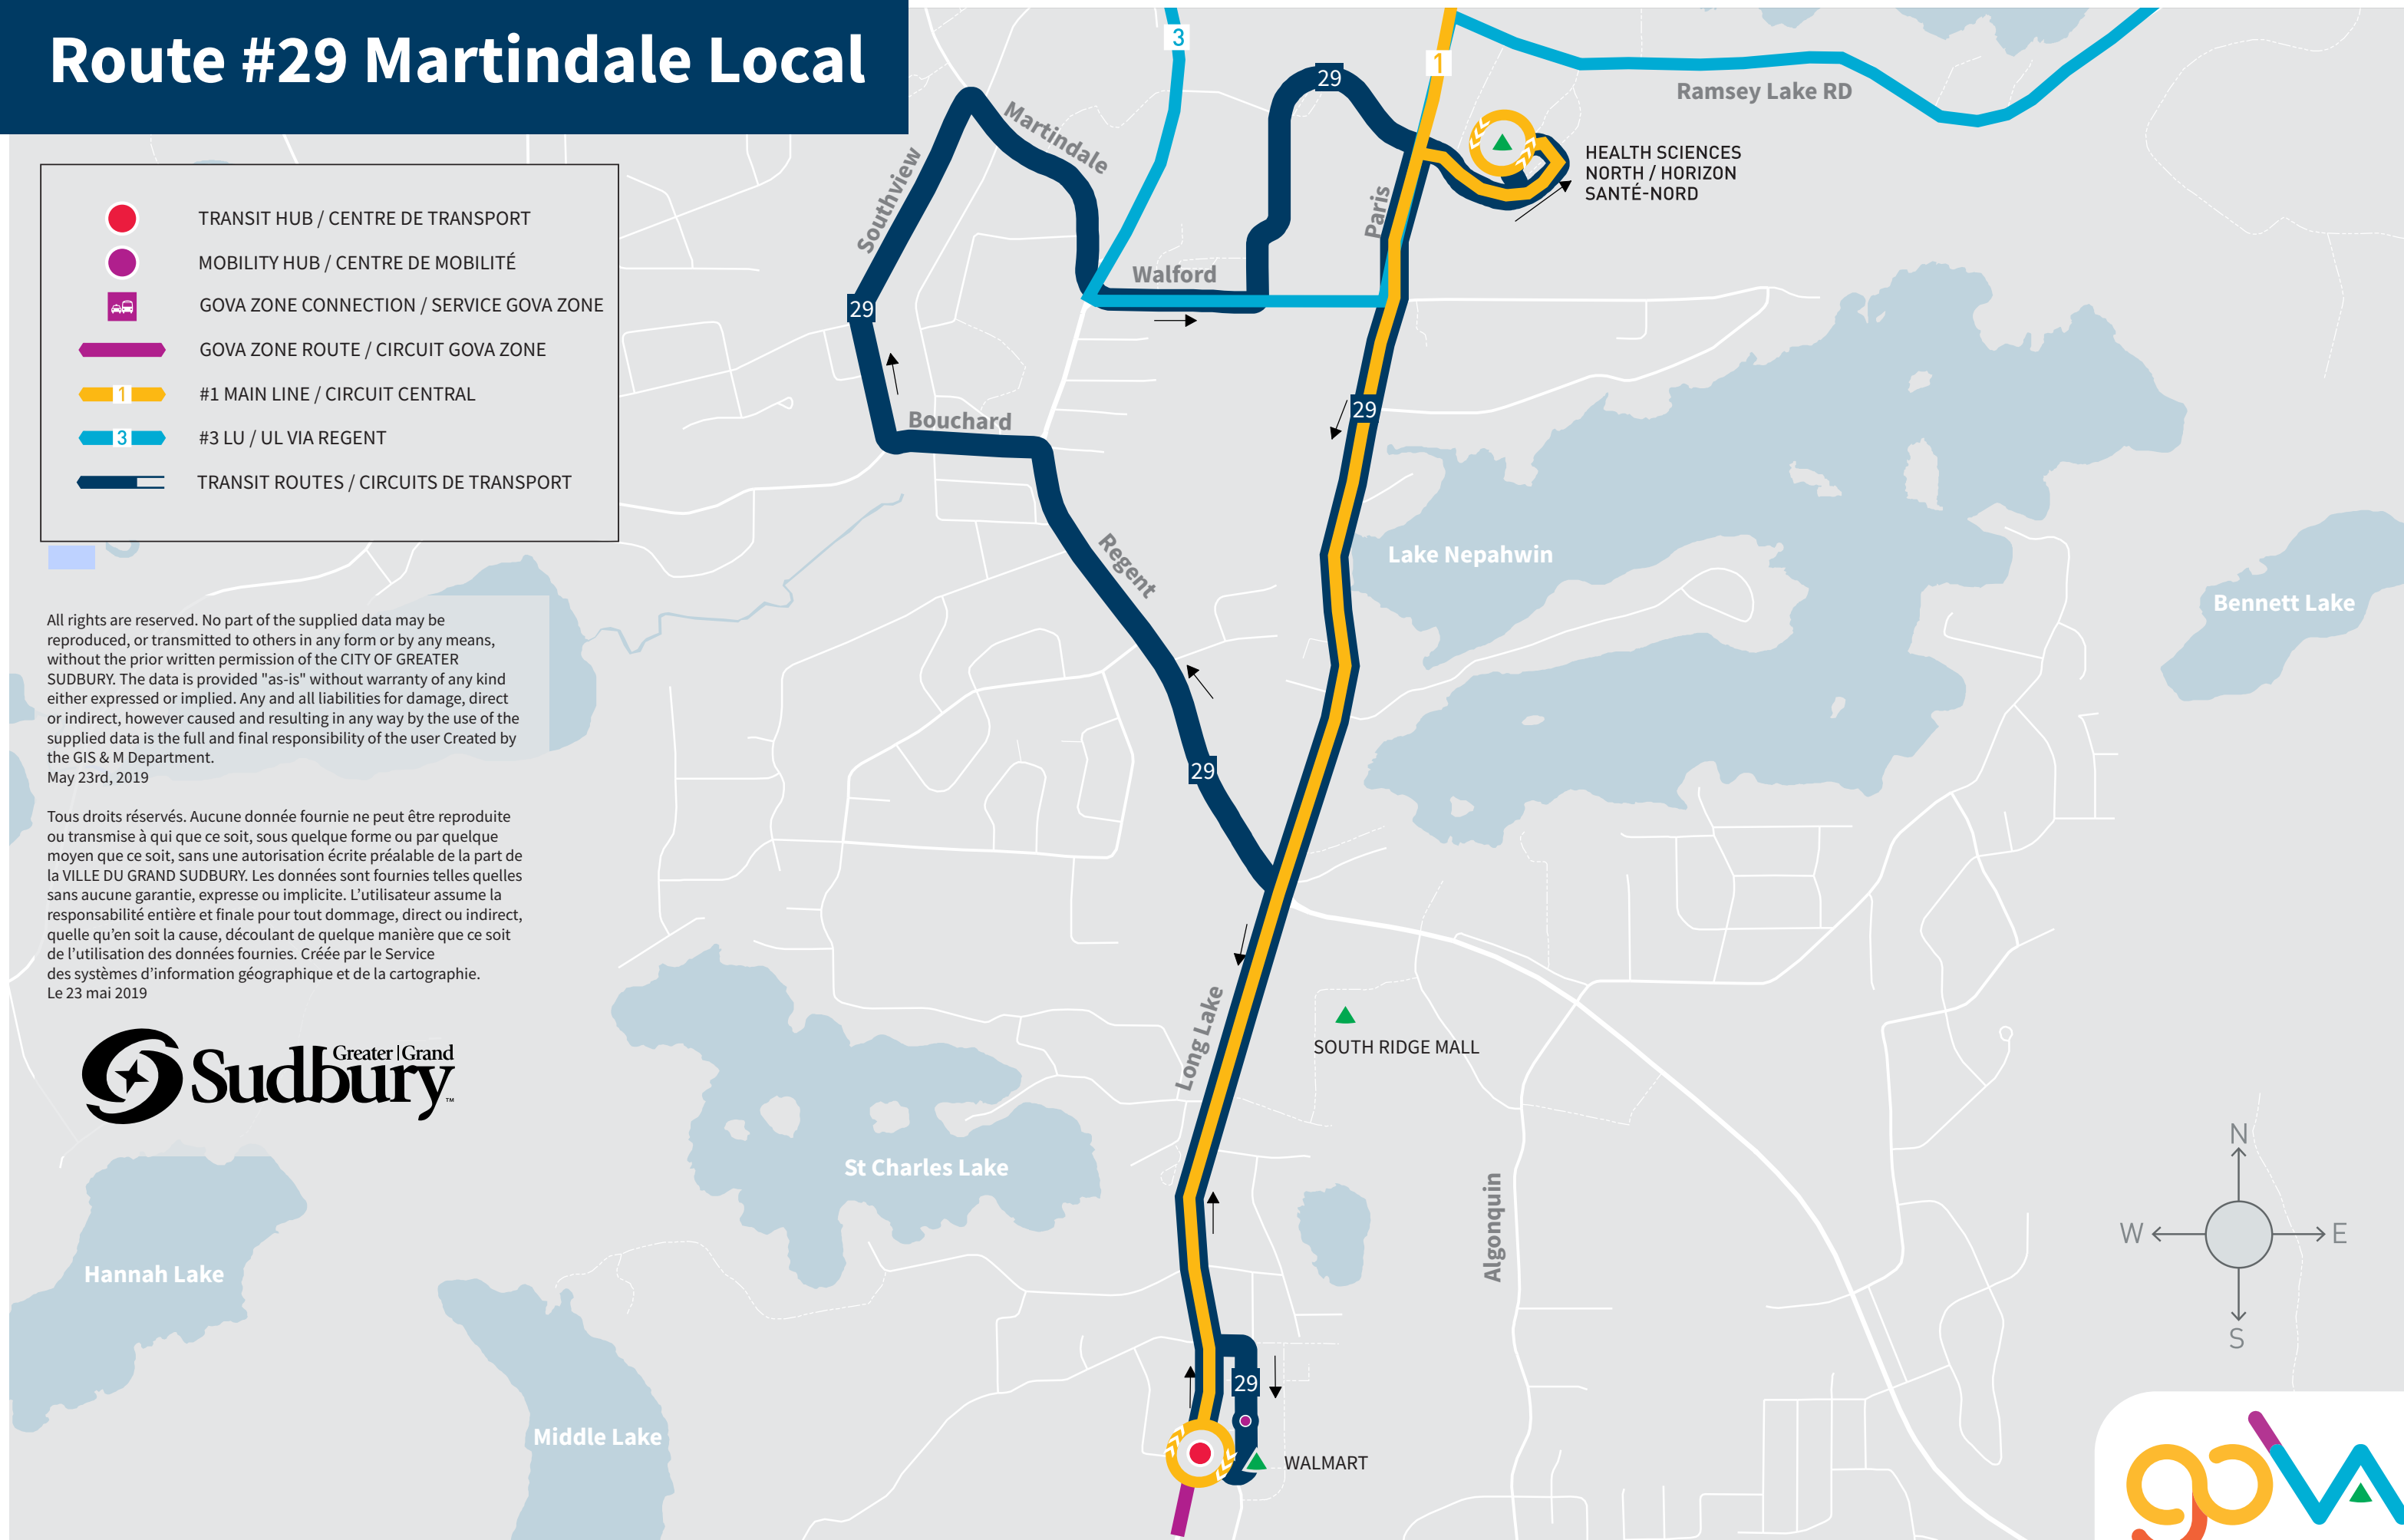 Route #29 Martindale Local
TRANSIT HUB / CENTRE DE TRANSPORT
MOBILITY HUB / CENTRE DE MOBILITÉ
GOVA ZONE CONNECTION / SERVICE GOVA ZONE
GOVA ZONE ROUTE / CIRCUIT GOVA ZONE
1 #1 MAIN LINE / CIRCUIT CENTRAL
3 #3 LU / UL VIA REGENT
TRANSIT ROUTES / CIRCUITS DE TRANSPORT
All rights are reserved. No part of the supplied data may be
reproduced, or transmitted to others in any form or by any means,
without the prior written permission of the CITY OF GREATER
SUDBURY. The data is provided "as-is" without warranty of any kind
either expressed or implied. Any and all liabilities for damage, direct
or indirect, however caused and resulting in any way by the use of the
supplied data is the full and final responsibility of the user Created by
the GIS & M Department.
May 23rd, 2019
Tous droits réservés. Aucune donnée fournie ne peut être reproduite
ou transmise à qui que ce soit, sous quelque forme ou par quelque
moyen que ce soit, sans une autorisation écrite préalable de la part de
la VILLE DU GRAND SUDBURY. Les données sont fournies telles quelles
sans aucune garantie, expresse ou implicite. L’utilisateur assume la
responsabilité entière et finale pour tout dommage, direct ou indirect,
quelle qu’en soit la cause, découlant de quelque manière que ce soit
de l’utilisation des données fournies. Créée par le Service
des systèmes d’information géographique et de la cartographie.
Le 23 mai 2019
Greater | Grand
Sudbury™
3
1
29
Ramsey Lake RD
Martindale
Southview
HEALTH SCIENCES
NORTH / HORIZON
SANTÉ-NORD
Paris
Walford
29
29
Bouchard
Regent
Lake Nepahwin
Bennett Lake
29
Long Lake
SOUTH RIDGE MALL
St Charles Lake
Algonquin
Hannah Lake
29
Middle Lake
WALMART
N
W
E
S
gova